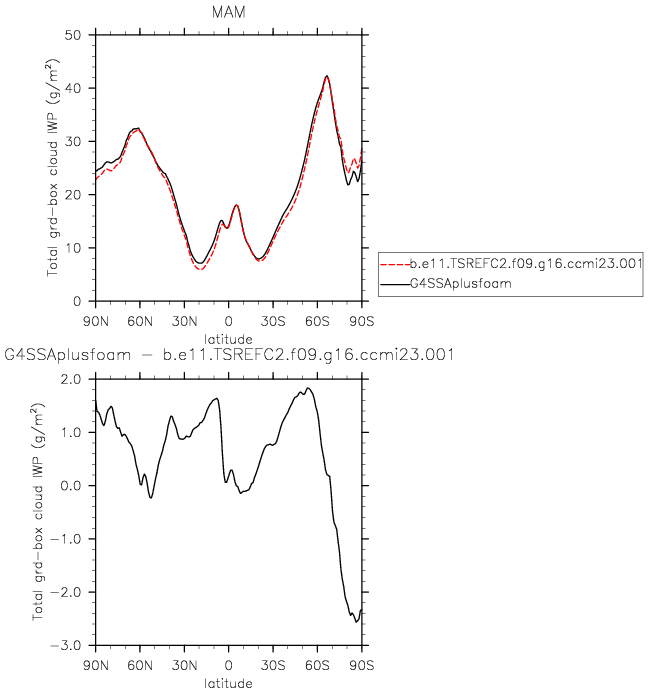 MAM
50
40
30
20
10
0
Total grd-box cloud IWP (g/m²)
90N 60N 30N 0 30S 60S 90S
latitude
b.e11.TSREFC2.f09.g16.ccmi23.001
G4SSAplusfoam
G4SSAplusfoam - b.e11.TSREFC2.f09.g16.ccmi23.001
2.0
1.0
0.0
-1.0
-2.0
-3.0
Total grd-box cloud IWP (g/m²)
90N 60N 30N 0 30S 60S 90S
latitude